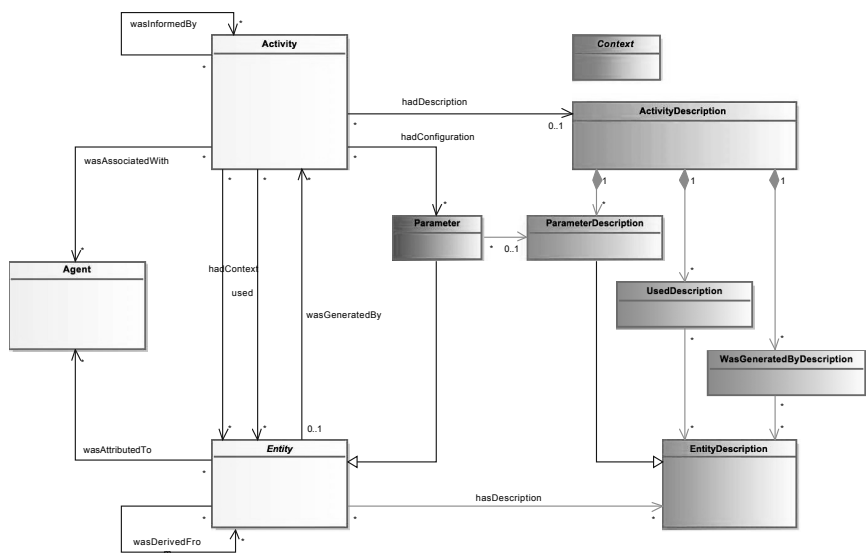 wasInformedBy
*
*
Activity
Context
hadDescription
*
0..1
ActivityDescription
hadConfiguration
*
*
wasAssociatedWith
*
*
*
*
*
1
1
1
*
Parameter
*
0..1
ParameterDescription
Agent
hadContext
used
wasGeneratedBy
*
UsedDescription
*
*
WasGeneratedByDescription
*
*
*
*
*
0..1
*
*
wasAttributedTo
*
Entity
EntityDescription
hasDescription
*
*
*
wasDerivedFro
m
*